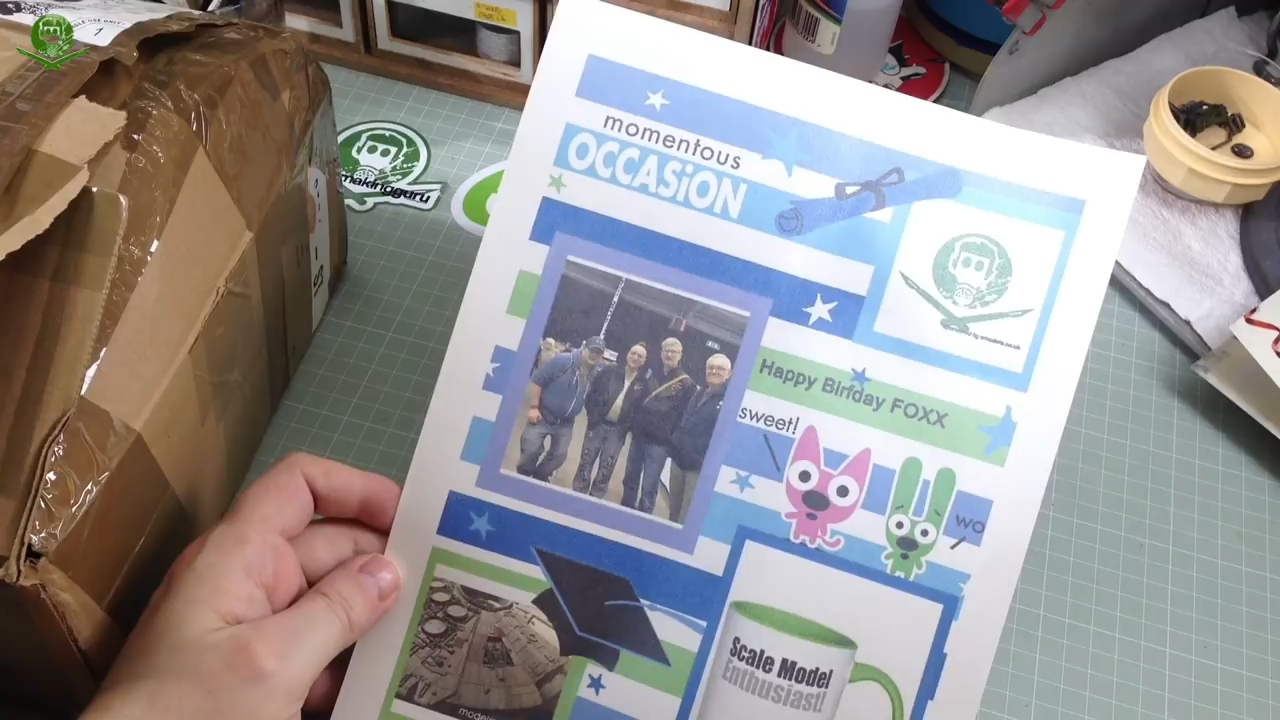 makingguru
momentous
OCCASiON
Happy Birfday FOXX
sweet!
wo
Scale Model
Enthusiast!